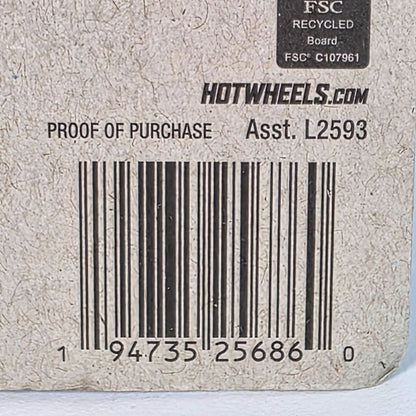 FSC
RECYCLED
Board
FSC® C107961
HOTWHEELS.COM
PROOF OF PURCHASE Asst. L2593
1 94735 25686 0